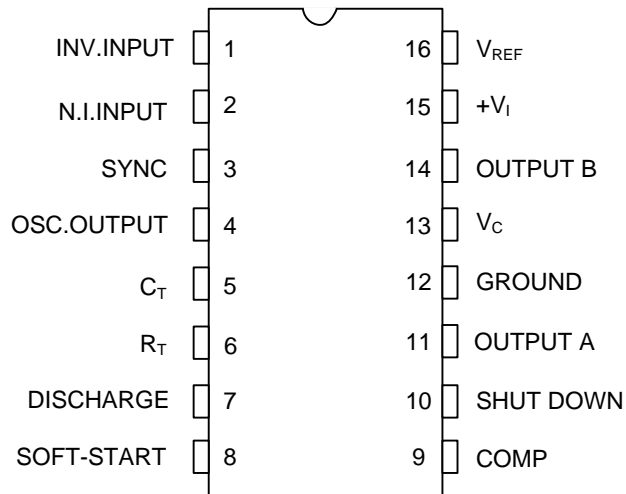 INV.INPUT 1 16 VREF
N.I.INPUT 2 15 +VI
SYNC 3 14 OUTPUT B
OSC.OUTPUT 4 13 VC
CT 5 12 GROUND
RT 6 11 OUTPUT A
DISCHARGE 7 10 SHUT DOWN
SOFT-START 8 9 COMP